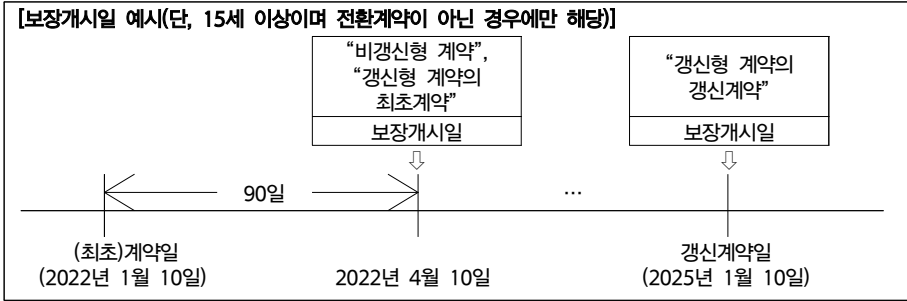 [보장개시일 예시(단, 15세 이상이며 전환계약이 아닌 경우에만 해당)]
“비갱신형 계약”,
“갱신형 계약의
최초계약”
보장개시일
“갱신형 계약의
갱신계약”
보장개시일
90일
…
(최초)계약일
(2022년 1월 10일)
2022년 4월 10일
갱신계약일
(2025년 1월 10일)